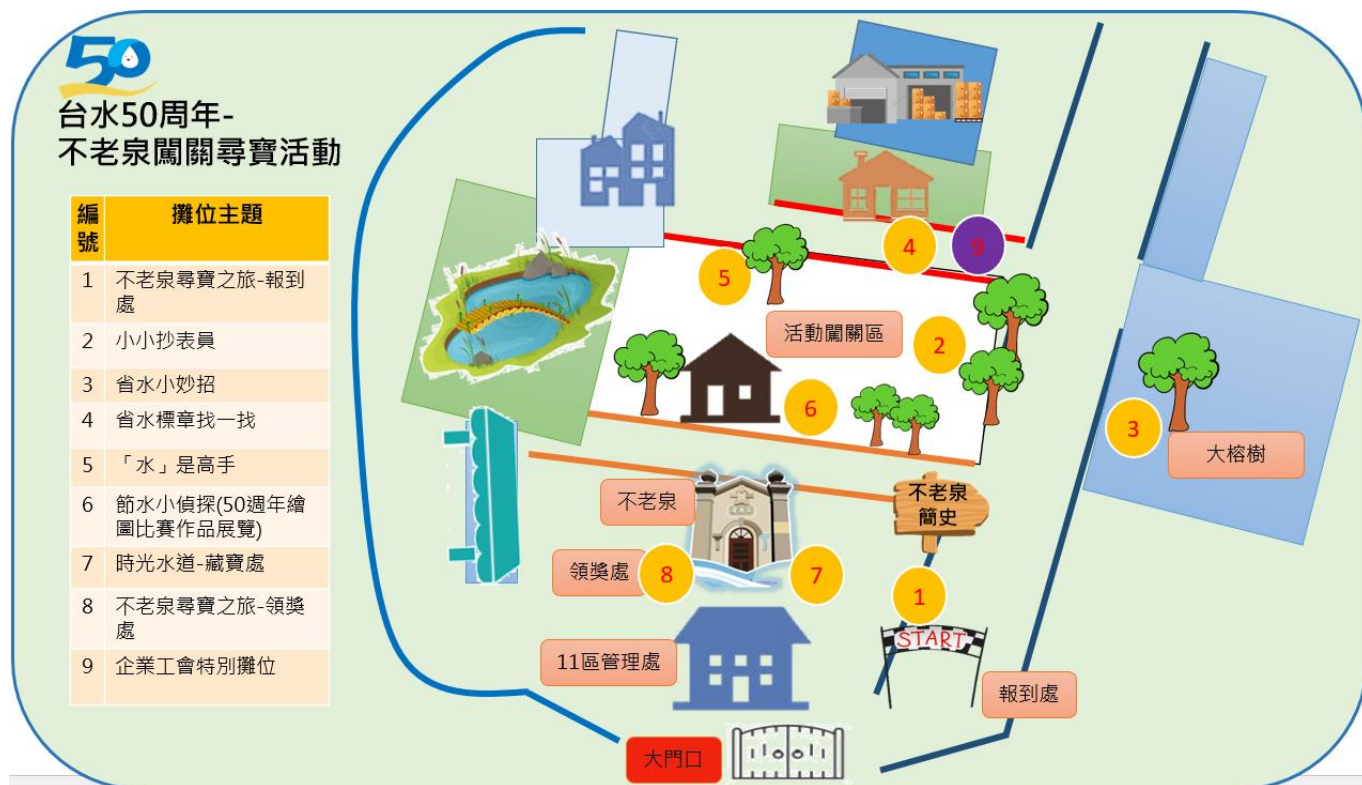 50
台水50周年-
不老泉闖關尋寶活動
編號 攤位主題
1 不老泉尋寶之旅-報到
處
2 小小抄表員
3 省水小妙招
4 省水標章找一找
5 「水」是高手
6 節水小偵探(50週年繪
圖比賽作品展覽)
7 時光水道-藏寶處
8 不老泉尋寶之旅-領獎
處
9 企業工會特別攤位
4
9
5
活動闖關區
2
6
3
大榕樹
不老泉
不老泉
簡史
領獎處
8
7
1
START
11區管理處
報到處
大門口